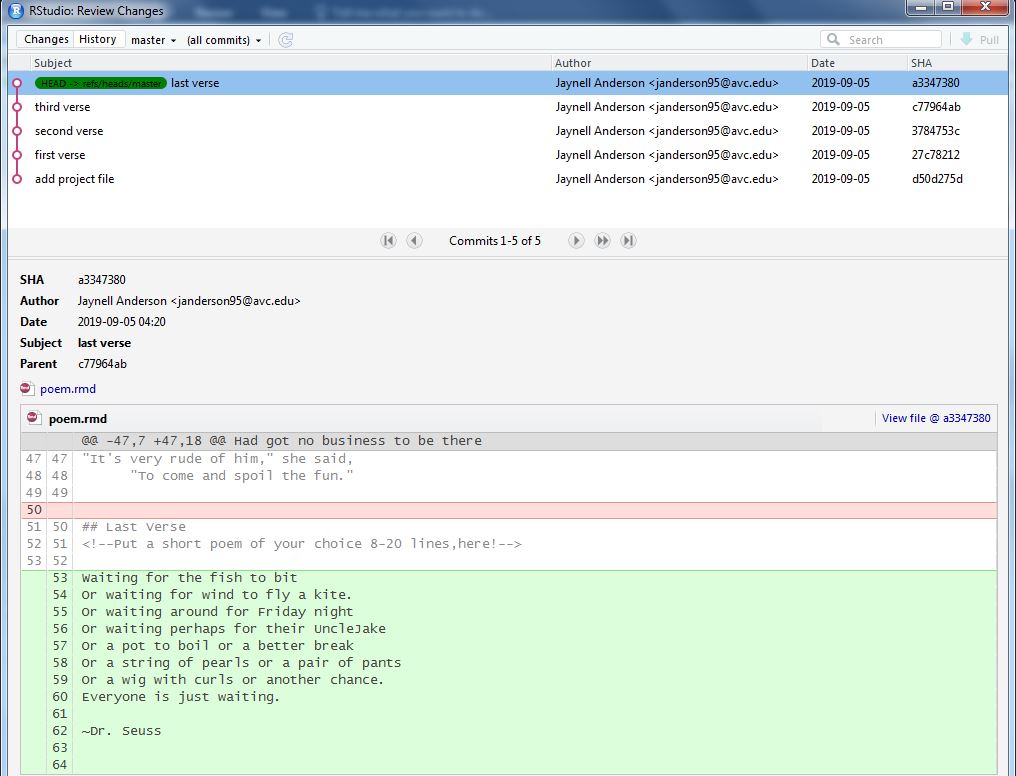 RStudio: Review Changes
Changes History master (all commits) Search Pull
Subject Author Date SHA
HEAD -> refs/heads/master last verse Jaynell Anderson <janderson95@avc.edu> 2019-09-05 a3347380
third verse Jaynell Anderson <janderson95@avc.edu> 2019-09-05 c77964ab
second verse Jaynell Anderson <janderson95@avc.edu> 2019-09-05 3784753c
first verse Jaynell Anderson <janderson95@avc.edu> 2019-09-05 27c78212
add project file Jaynell Anderson <janderson95@avc.edu> 2019-09-05 d50d275d
Commits 1-5 of 5
SHA a3347380
Author Jaynell Anderson <janderson95@avc.edu>
Date 2019-09-05 04:20
Subject last verse
Parent c77964ab
poem.rmd
poem.rmd View file @ a3347380
@@ -47,7 +47,18 @@ Had got no business to be there
47 47 "It's very rude of him," she said,
48 48 "To come and spoil the fun."
49 49
50
51 50 ## Last Verse
52 51 <!--Put a short poem of your choice 8-20 lines,here!-->
53 52
53 Waiting for the fish to bit
54 Or waiting for wind to fly a kite.
55 Or waiting around for Friday night
56 Or waiting perhaps for their UncleJake
57 Or a pot to boil or a better break
58 Or a string of pearls or a pair of pants
59 Or a wig with curls or another chance.
60 Everyone is just waiting.
61
62 ~Dr. Seuss
63
64